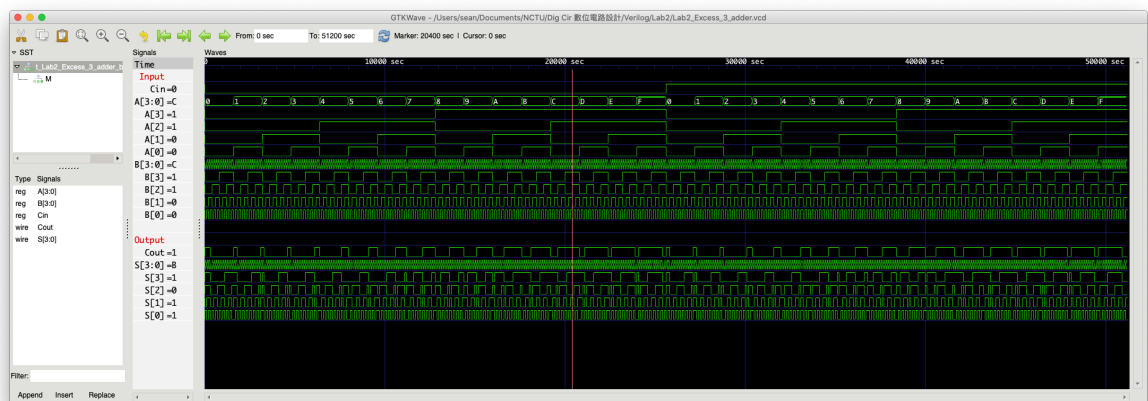 GTKWave - /Users/sean/Documents/NCTU/Dig Cir 數位電路設計/Verilog/Lab2/Lab2_Excess_3_adder.vcd
From: 0 sec To: 51200 sec Marker: 20400 sec | Cursor: 0 sec
SST
t_Lab2_Excess_3_adder_b
M
Type Signals
reg A[3:0]
reg B[3:0]
reg Cin
wire Cout
wire S[3:0]
Filter:
Append Insert Replace
Signals
Time
Input
Cin=0
A[3:0]=C
A[3]=1
A[2]=1
A[1]=0
A[0]=0
B[3:0]=C
B[3]=1
B[2]=1
B[1]=0
B[0]=0
Output
Cout=1
S[3:0]=B
S[3]=1
S[2]=0
S[1]=1
S[0]=1
Waves
10000 sec 20000 sec 30000 sec 40000 sec 50000 sec
0 1 2 3 4 5 6 7 8 9 A B C D E F 0 1 2 3 4 5 6 7 8 9 A B C D E F